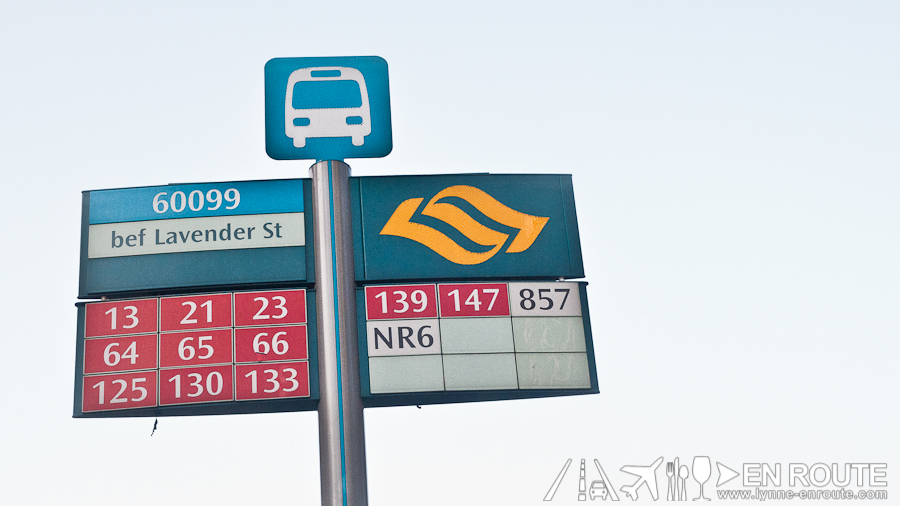 60099
bef Lavender St
13 21 23
64 65 66
125 130 133
139 147 857
NR6
EN ROUTE
www.lynne-enroute.com